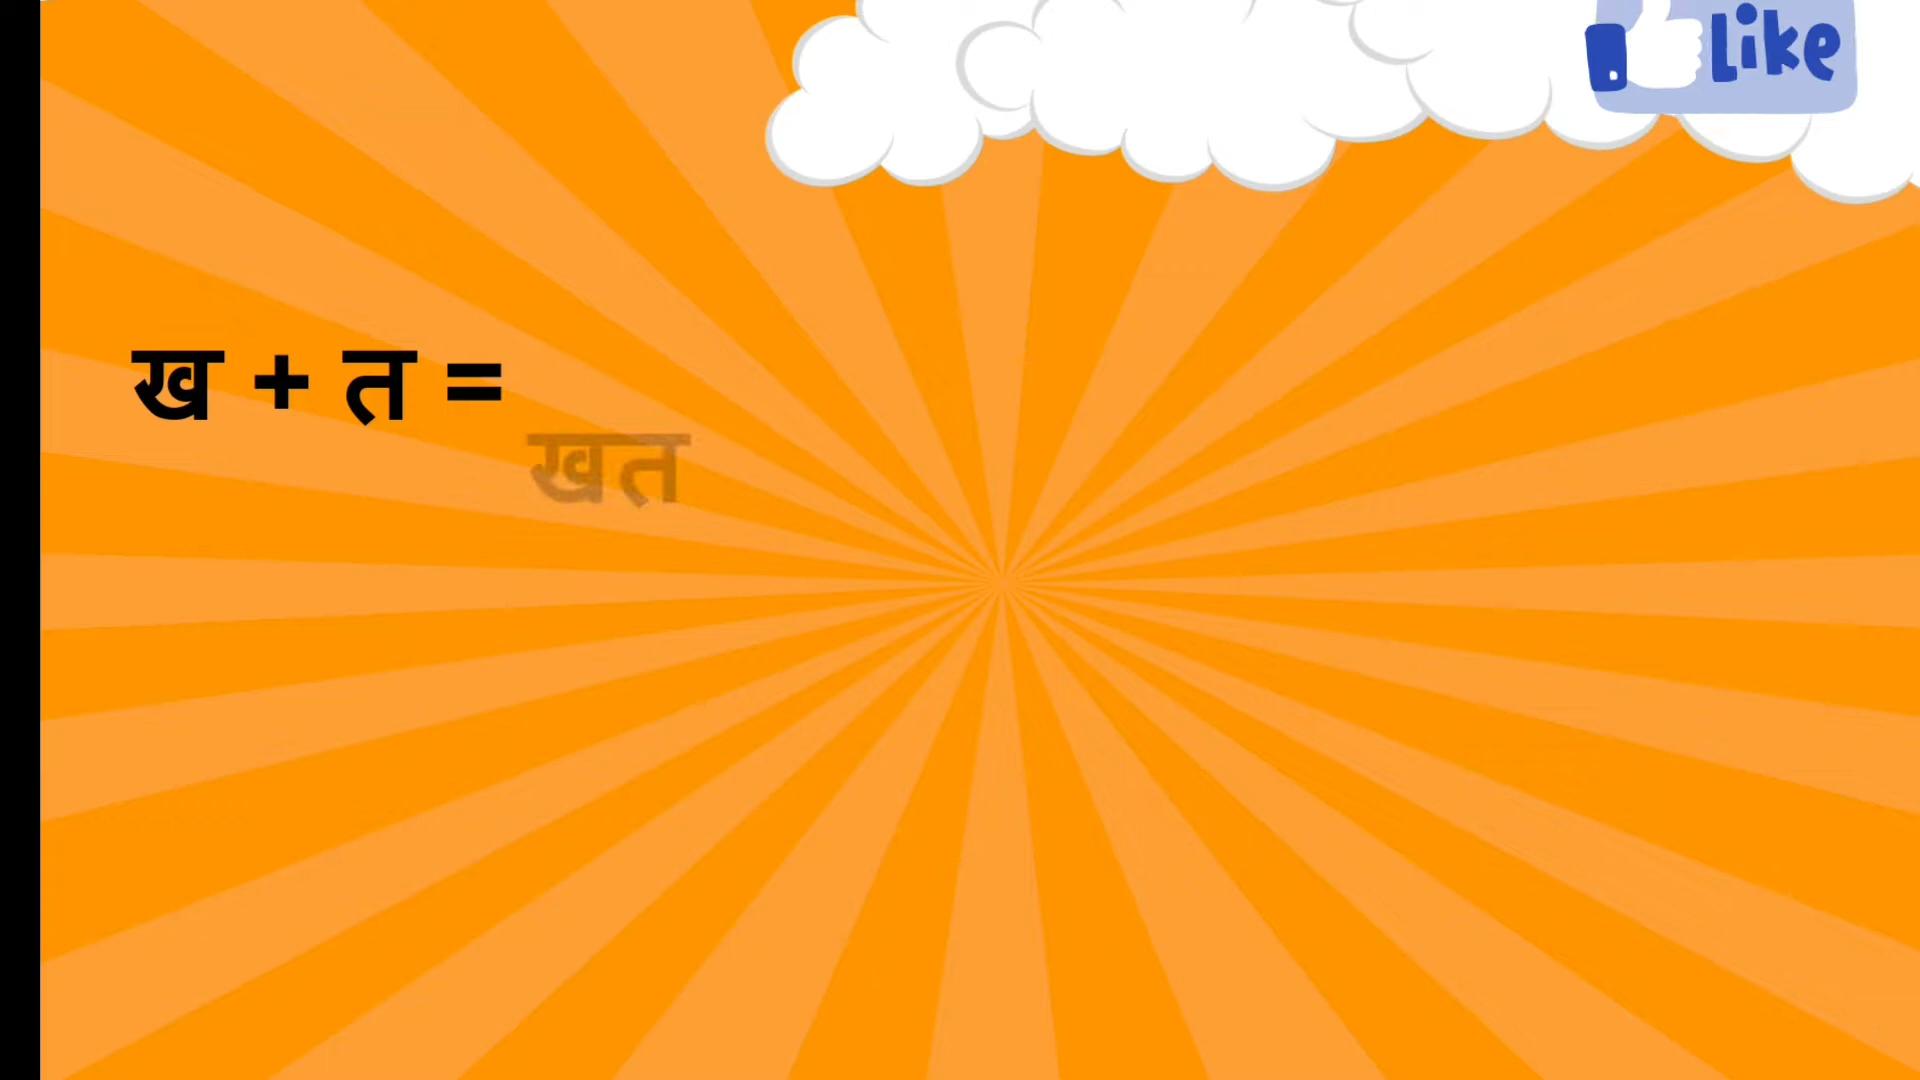 Like
ख + त =
खत